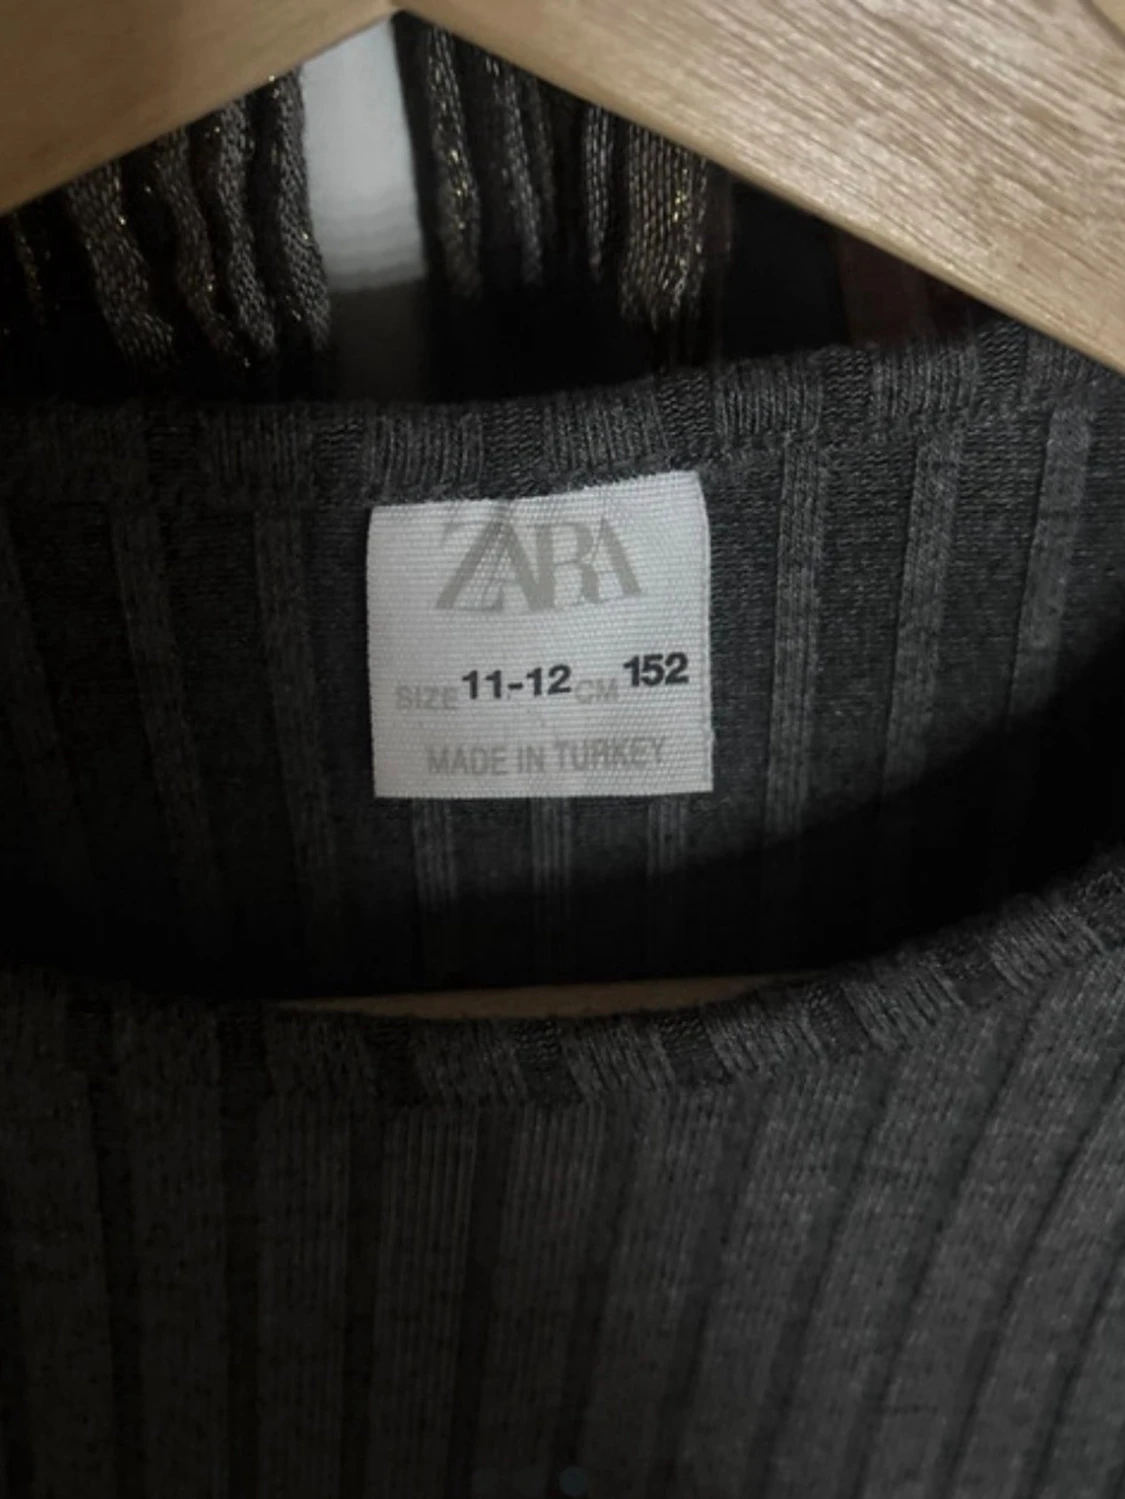 ZARA
SIZE 11-12 CM 152
MADE IN TURKEY